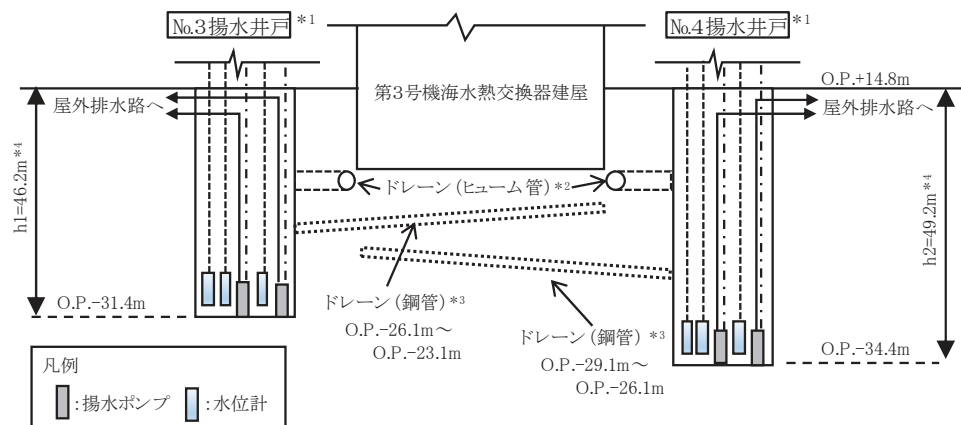 №3揚水井戸*1
№4揚水井戸*1
O.P.+14.8m
屋外排水路へ
第3号機海水熱交換器建屋
屋外排水路へ
ドレーン(ヒューム管)*2
h1=46.2m*4
h2=49.2m*4
ドレーン(鋼管)*3
O.P.-26.1m～
O.P.-23.1m
O.P.-31.4m
ドレーン(鋼管)*3
O.P.-29.1m～
O.P.-26.1m
O.P.-34.4m
凡例
:揚水ポンプ :水位計